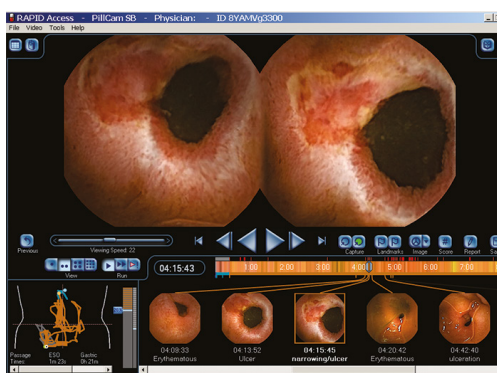 RAPID Access - PillCam SB - Physician: - ID 8YAMVg3300
File Video Tools Help
Previous
Viewing Speed: 22
View
Run
Capture
Landmarks
Image
Score
Report
04:15:43
1:00 2:00 3:00 4:00 5:00 6:00 7:00
Passage Times:
ESO 1m 23s
Gastric 0h 21m
04:09:33
Erythematous
04:13:52
Ulcer
04:15:45
narrowing/ulcer
04:20:42
Erythematous
04:42:40
ulceration